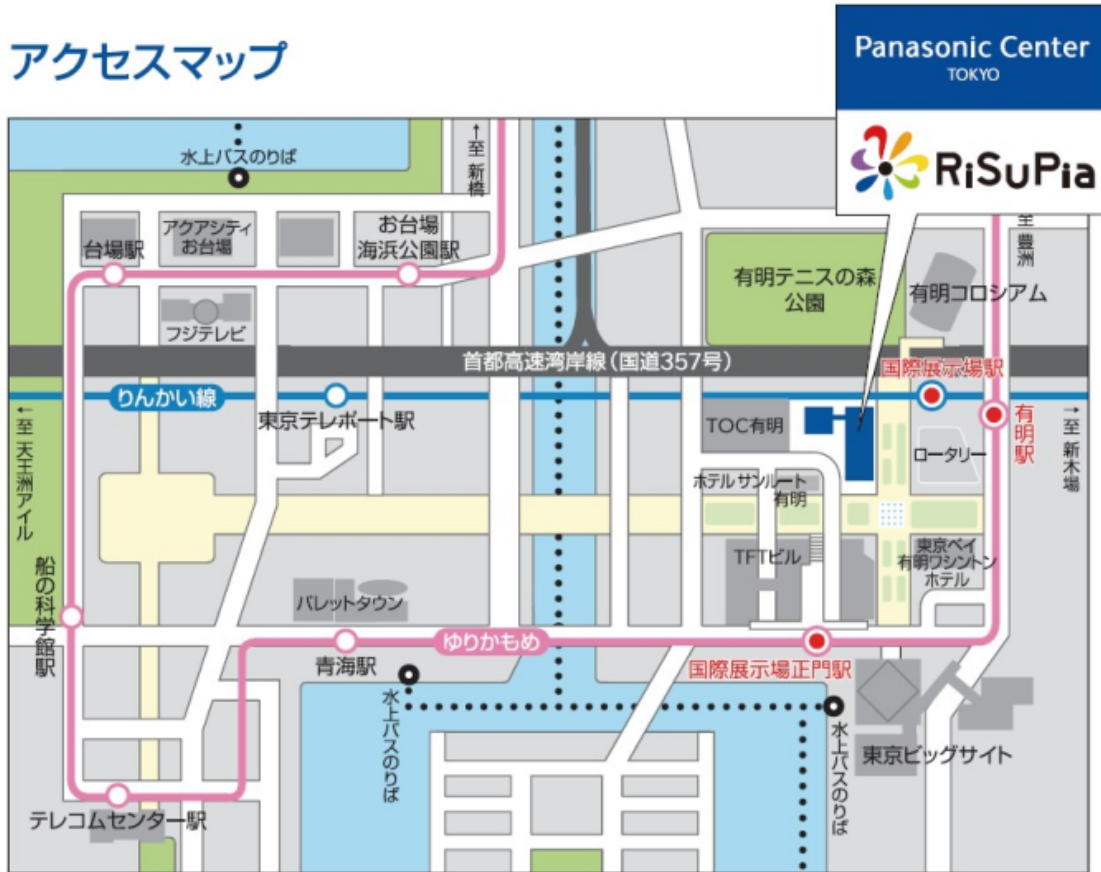 アクセスマップ
Panasonic Center
TOKYO
RiSuPia
水上バスのりば
←至 新橋
至 豊洲
台場駅
アクアシティ
お台場
お台場
海浜公園駅
有明テニスの森
公園
有明コロシアム
フジテレビ
首都高速湾岸線(国道357号)
国際展示場駅
りんかい線
東京テレポート駅
TOC有明
有明駅
←至 天王洲アイル
→至 新木場
ロータリー
ホテルサンルート
有明
船の科学館駅
TFTビル
東京ベイ
有明ワシントン
ホテル
パレットタウン
ゆりかもめ
青海駅
国際展示場正門駅
水上バスのりば
水上バスのりば
東京ビッグサイト
テレコムセンター駅